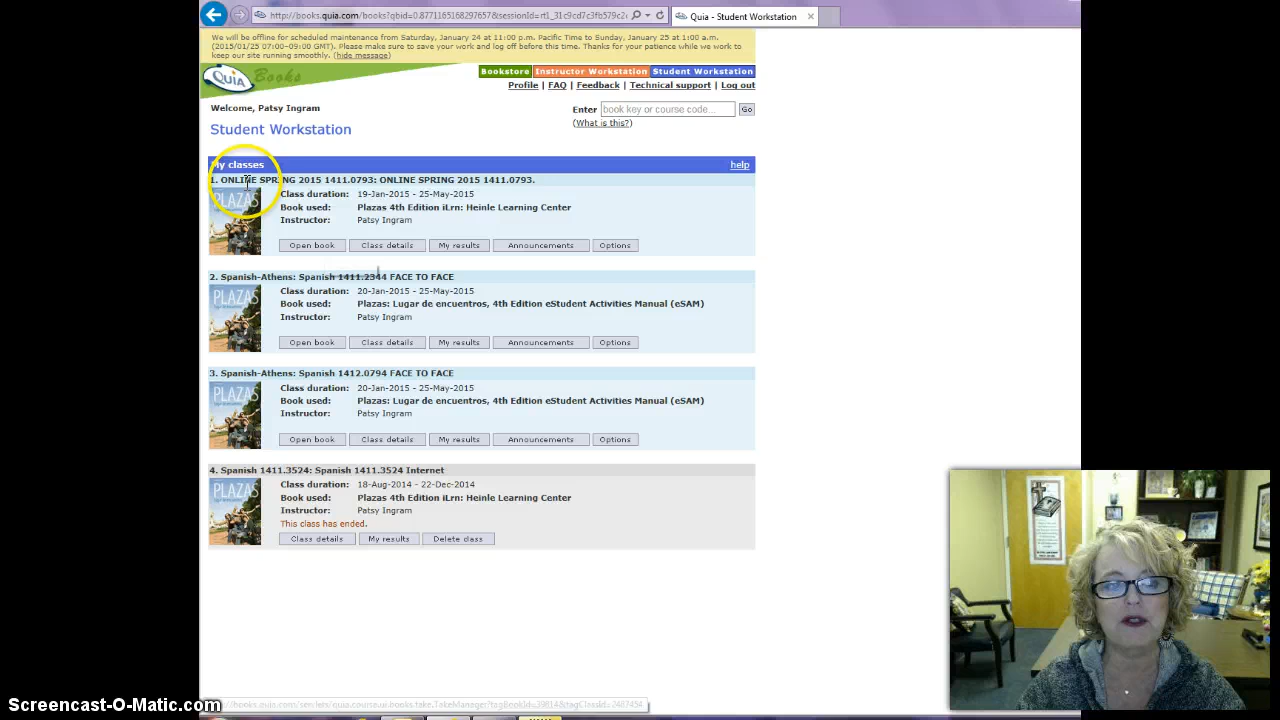 http://books.quia.com/books?qbid=0.8771165168297657&sessionId=rt1_31c9cd7c3fb579c2
Quia - Student Workstation
We will be offline for scheduled maintenance from Saturday, January 24 at 11:00 p.m. Pacific Time to Sunday, January 25 at 1:00 a.m.
(2015/01/25 07:00–09:00 GMT). Please make sure to save your work and log off before this time. Thanks for your patience while we work to
keep our site running smoothly. (hide message)
QUIA Books
Bookstore Instructor Workstation Student Workstation
Profile | FAQ | Feedback | Technical support | Log out
Welcome, Patsy Ingram
Enter book key or course code... Go
(What is this?)
Student Workstation
My classes help
1. ONLINE SPRING 2015 1411.0793: ONLINE SPRING 2015 1411.0793.
PLAZAS
Class duration: 19-Jan-2015 - 25-May-2015
Book used: Plazas 4th Edition iLrn: Heinle Learning Center
Instructor: Patsy Ingram
Open book Class details My results Announcements Options
2. Spanish-Athens: Spanish 1411.2344 FACE TO FACE
PLAZAS
Class duration: 20-Jan-2015 - 25-May-2015
Book used: Plazas: Lugar de encuentros, 4th Edition eStudent Activities Manual (eSAM)
Instructor: Patsy Ingram
Open book Class details My results Announcements Options
3. Spanish-Athens: Spanish 1412.0794 FACE TO FACE
PLAZAS
Class duration: 20-Jan-2015 - 25-May-2015
Book used: Plazas: Lugar de encuentros, 4th Edition eStudent Activities Manual (eSAM)
Instructor: Patsy Ingram
Open book Class details My results Announcements Options
4. Spanish 1411.3524: Spanish 1411.3524 Internet
PLAZAS
Class duration: 18-Aug-2014 - 22-Dec-2014
Book used: Plazas 4th Edition iLrn: Heinle Learning Center
Instructor: Patsy Ingram
This class has ended.
Class details My results Delete class
Screencast-O-Matic.com